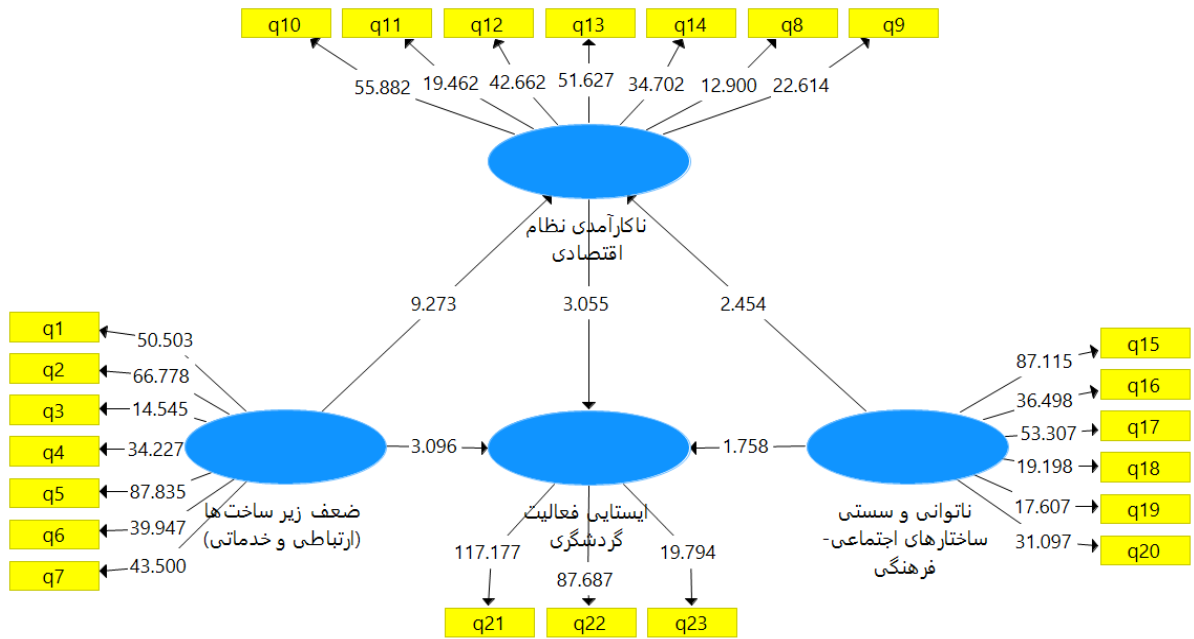 q10 q11 q12 q13 q14 q8 q9
55.882 19.462 42.662 51.627 34.702 12.900 22.614
ناکارآمدی نظام
اقتصادی
9.273 3.055 2.454
q1 50.503
q2 66.778
q3 14.545
q4 34.227
q5 87.835
q6 39.947
q7 43.500
ضعف زیر ساخت‌ها
(ارتباطی و خدماتی)
3.096
ایستایی فعالیت
گردشگری
1.758
87.115 q15
36.498 q16
53.307 q17
19.198 q18
17.607 q19
31.097 q20
ناتوانی و سستی
ساختارهای اجتماعی-
فرهنگی
117.177 87.687 19.794
q21 q22 q23